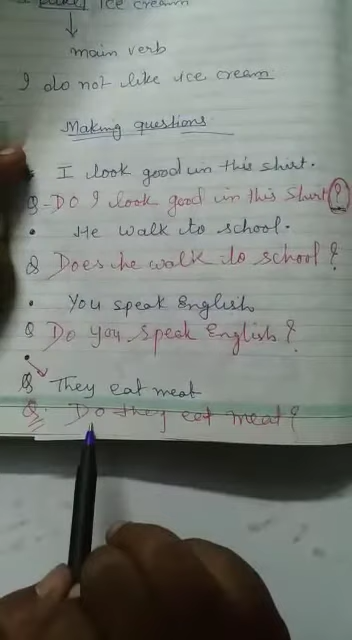 ice cream
main verb
I do not like ice cream
Making questions
I look good in this shirt.
Q - Do I look good in this shirt?
• He walk to school.
Q Does he walk to school?
• You speak English
Q Do you speak English?
Q They eat meat
Q. Do they eat meat?